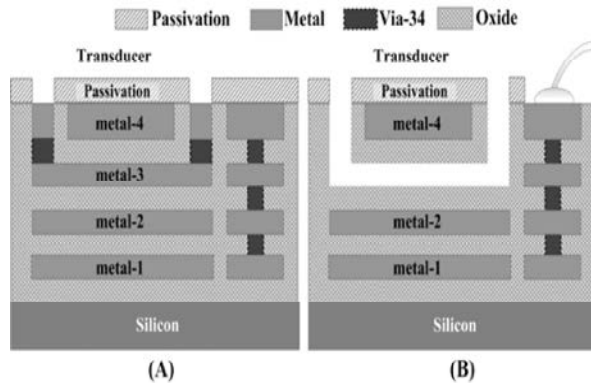 Passivation Metal Via-34 Oxide
Transducer Transducer
Passivation Passivation
metal-4 metal-4
metal-3
metal-2 metal-2
metal-1 metal-1
Silicon Silicon
(A) (B)